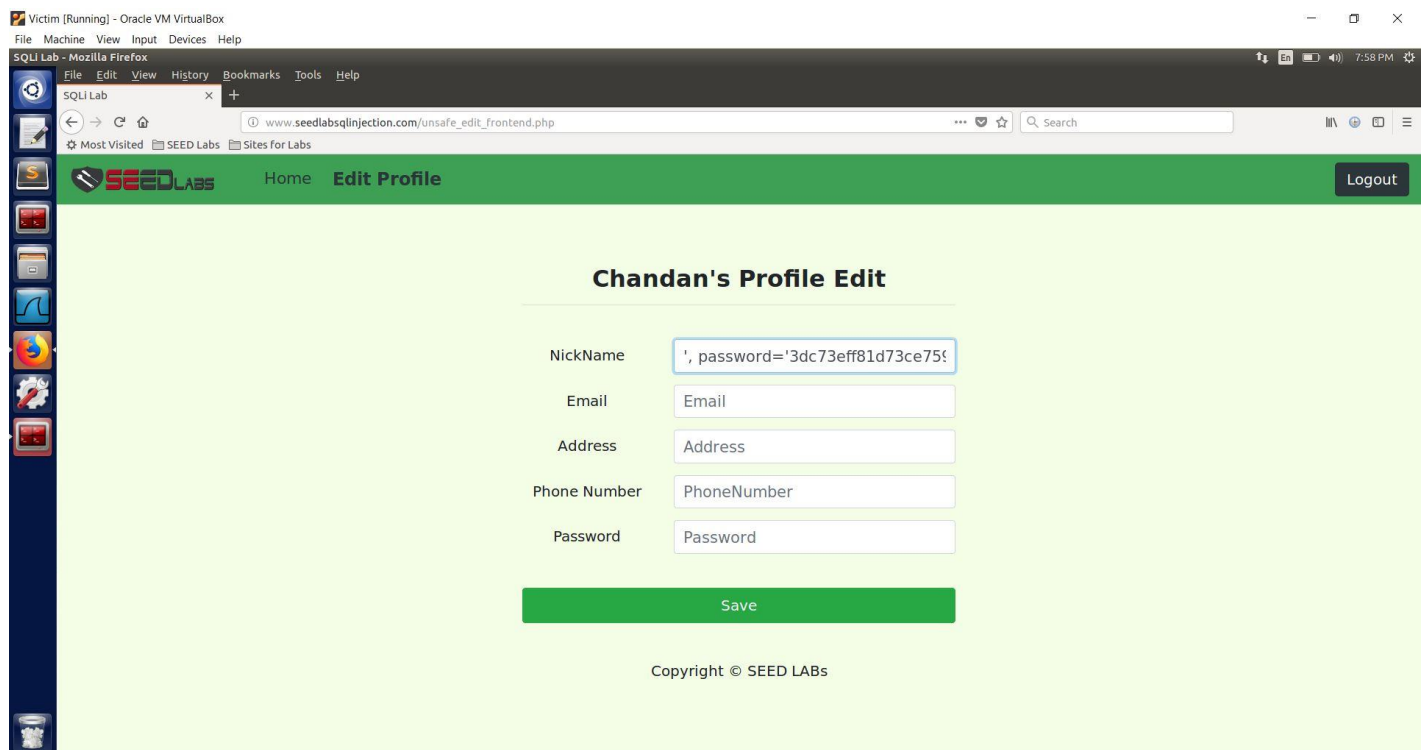 Victim [Running] - Oracle VM VirtualBox
File Machine View Input Devices Help
SQLi Lab - Mozilla Firefox
En 7:58 PM
File Edit View History Bookmarks Tools Help
SQLi Lab × +
www.seedlabsqlinjection.com/unsafe_edit_frontend.php
Search
Most Visited SEED Labs Sites for Labs
SEEDLABS Home Edit Profile Logout
Chandan's Profile Edit
NickName ', password='3dc73eff81d73ce759
Email Email
Address Address
Phone Number PhoneNumber
Password Password
Save
Copyright © SEED LABs